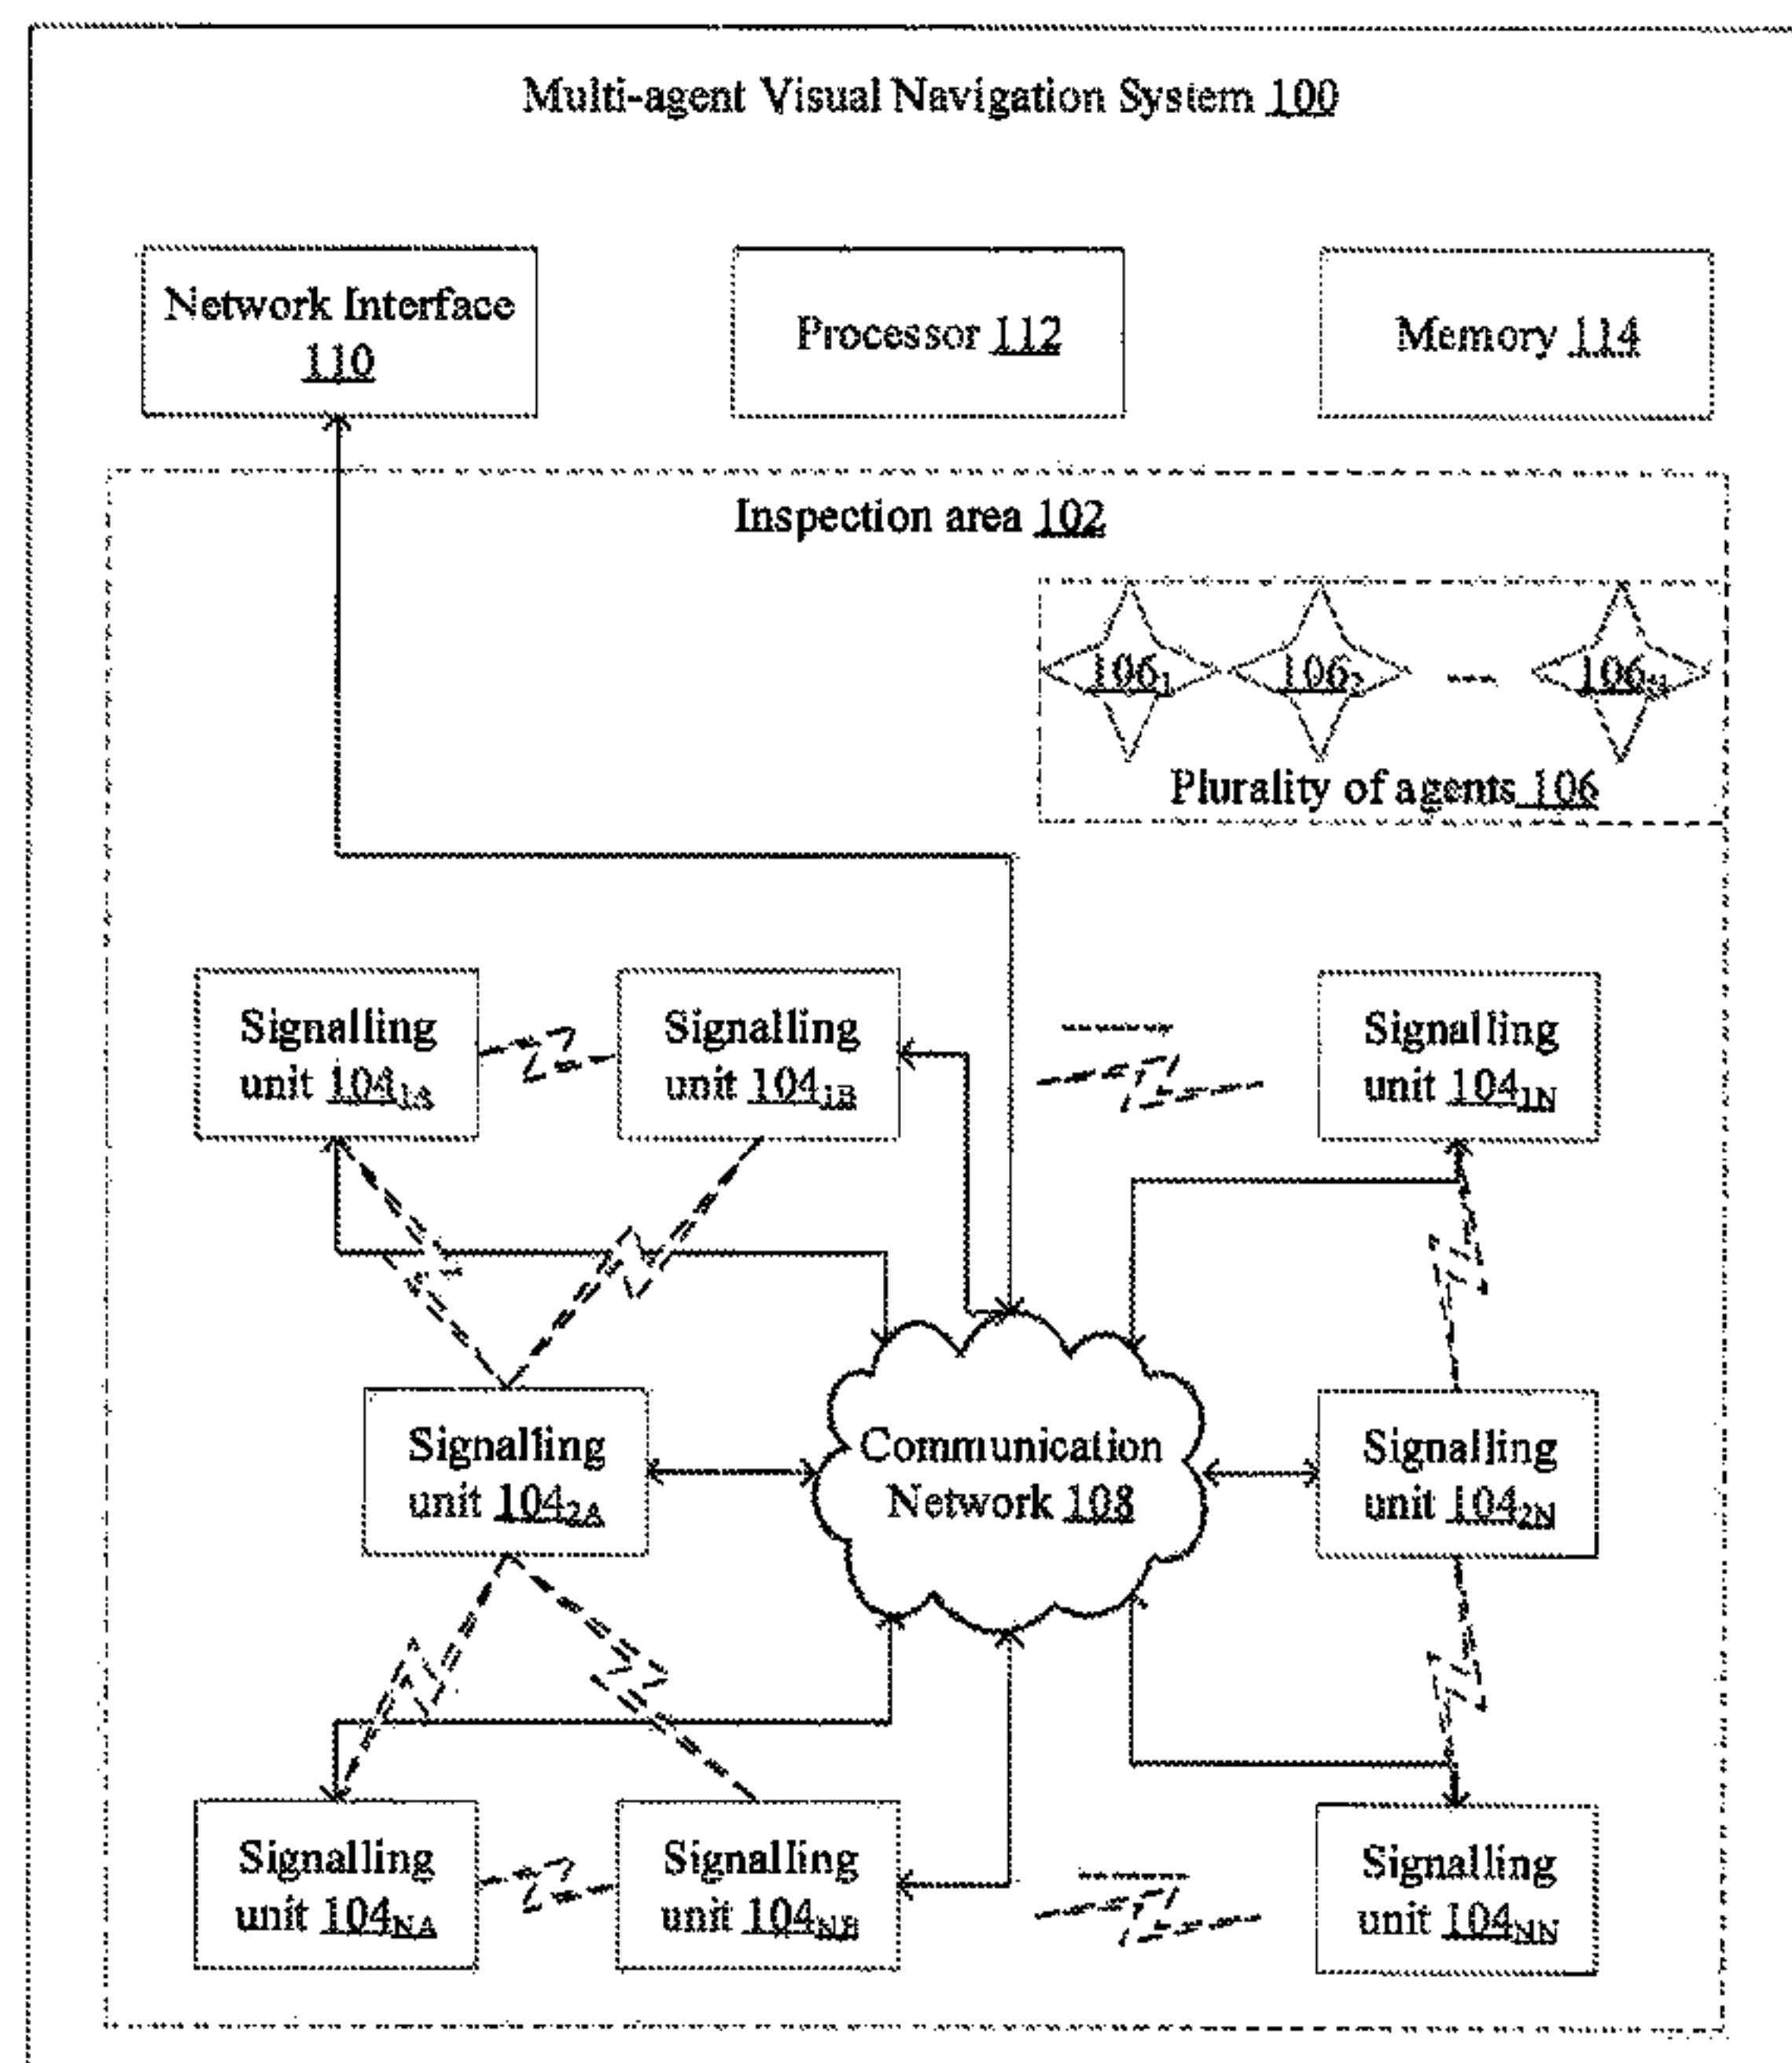 Multi-agent Visual Navigation System 100
Network Interface
110
Processor 112
Memory 114
Inspection area 102
106₁
106₂
106ₙ
Plurality of agents 106
Signalling
unit 104₁A
Signalling
unit 104₁B
Signalling
unit 104₁N
Signalling
unit 104₂A
Communication
Network 108
Signalling
unit 104₂N
Signalling
unit 104NA
Signalling
unit 104NB
Signalling
unit 104NN